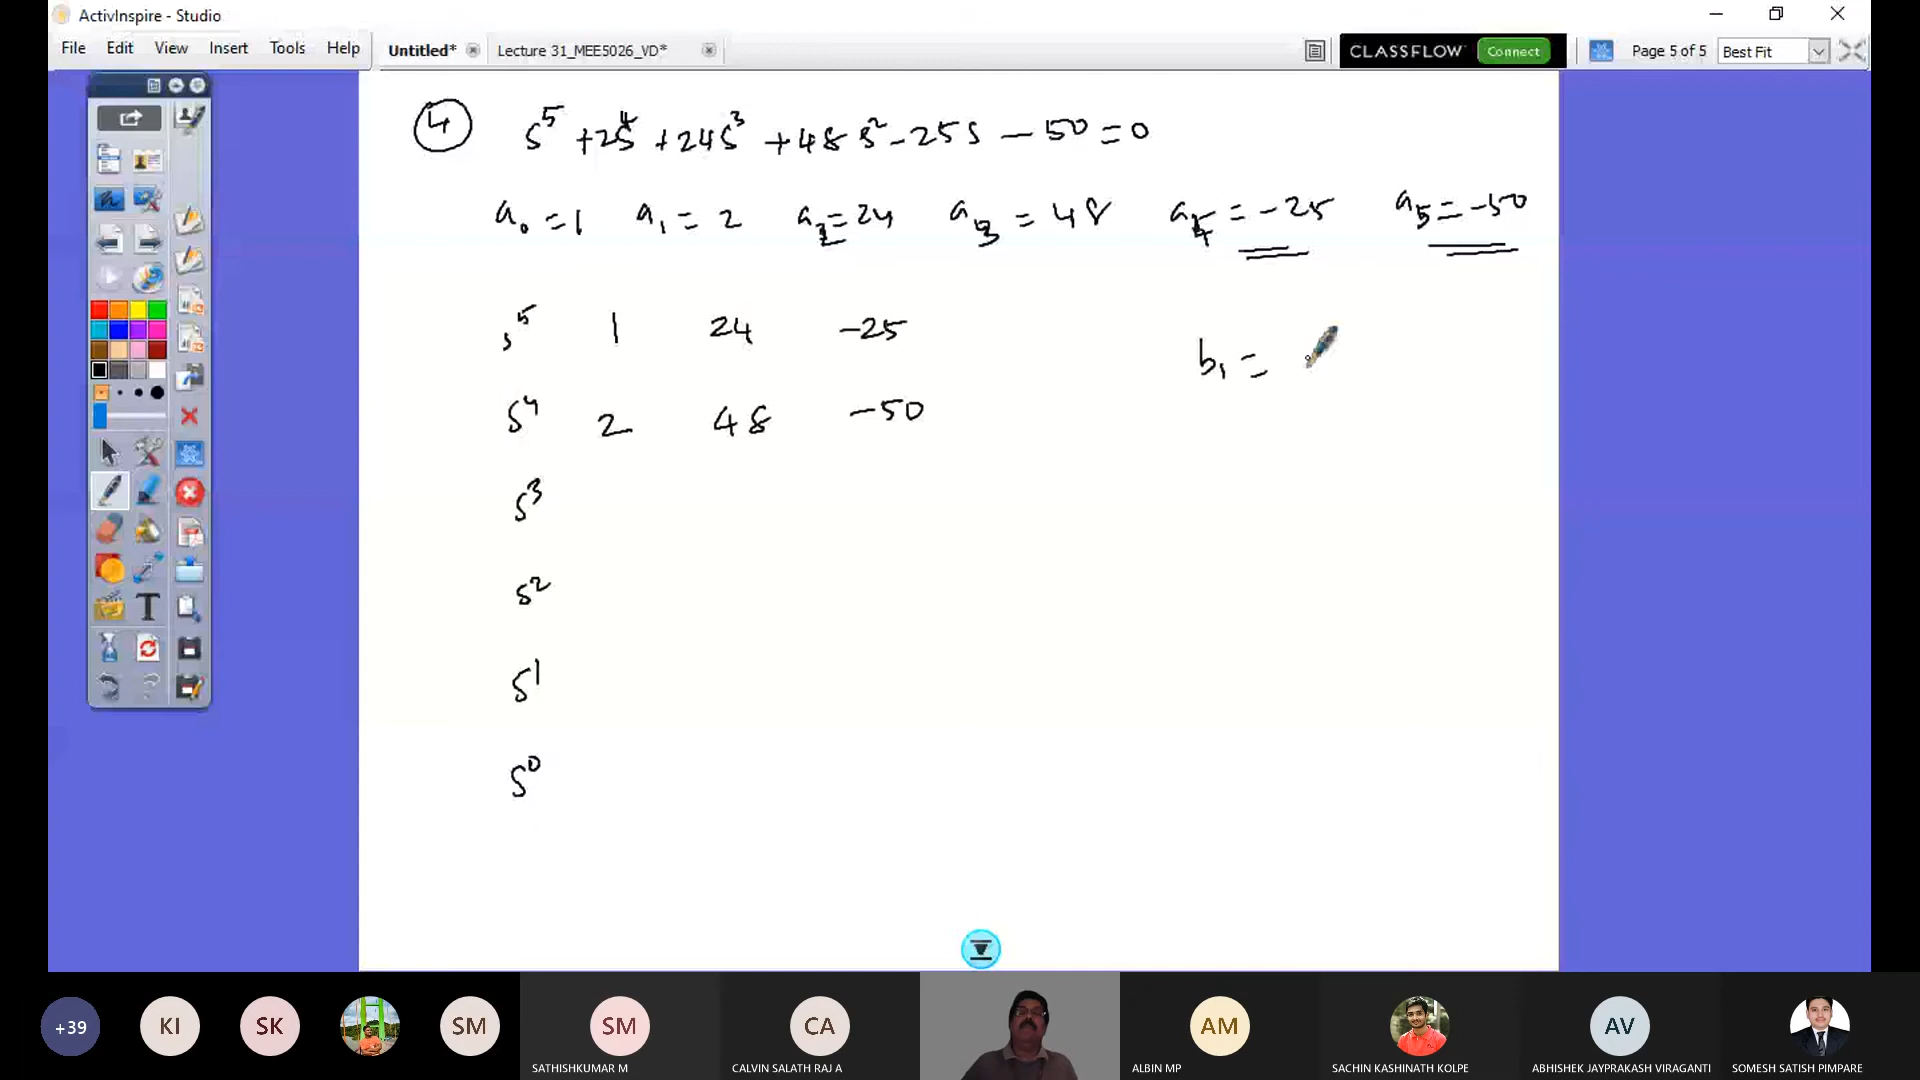 ActivInspire - Studio
File Edit View Insert Tools Help
Untitled* Lecture 31_MEE5026_VD*
CLASSFLOW Connect
Page 5 of 5 Best Fit
④ s⁵ + 2s⁴ + 24s³ + 48s² - 25s - 50 = 0
a₀ = 1 a₁ = 2 a₂ = 24 a₃ = 48 a₄ = -25 a₅ = -50
s⁵ 1 24 -25
b₁ =
s⁴ 2 48 -50
s³
s²
s¹
s⁰
+39 KI SK SM SM CA AM AV
SATHISHKUMAR M CALVIN SALATH RAJ A ALBIN MP SACHIN KASHINATH KOLPE ABHISHEK JAYPRAKASH VIRAGANTI SOMESH SATISH PIMPARE